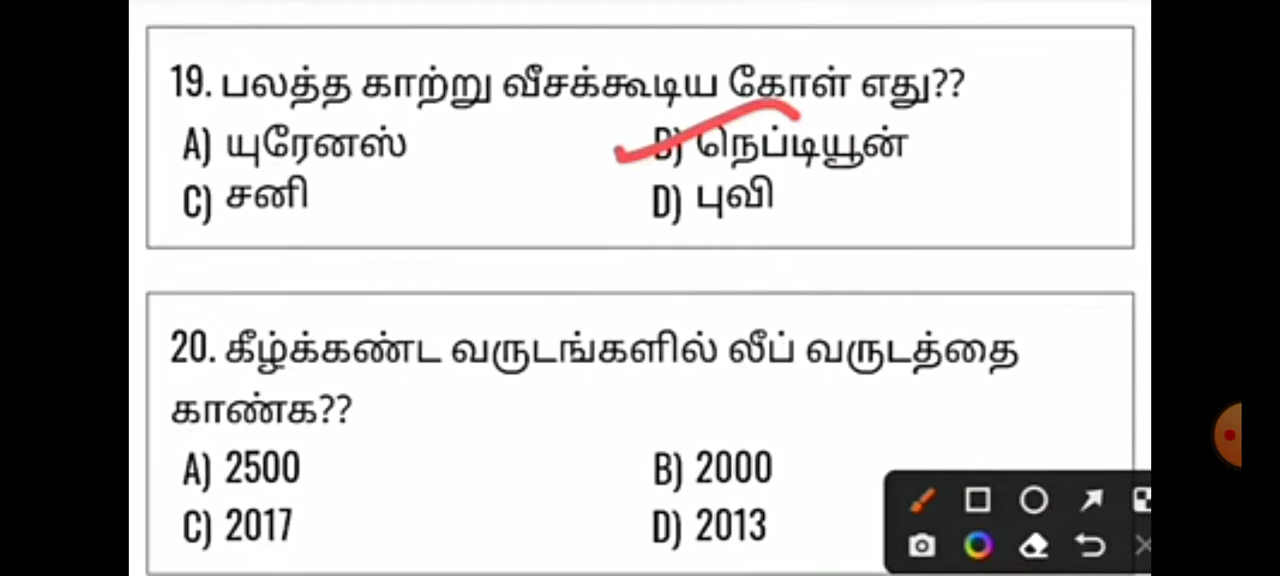 19. பலத்த காற்று வீசக்கூடிய கோள் எது??
A) யுரேனஸ் B) நெப்டியூன்
C) சனி D) புவி
20. கீழ்க்கண்ட வருடங்களில் லீப் வருடத்தை
காண்க??
A) 2500 B) 2000
C) 2017 D) 2013